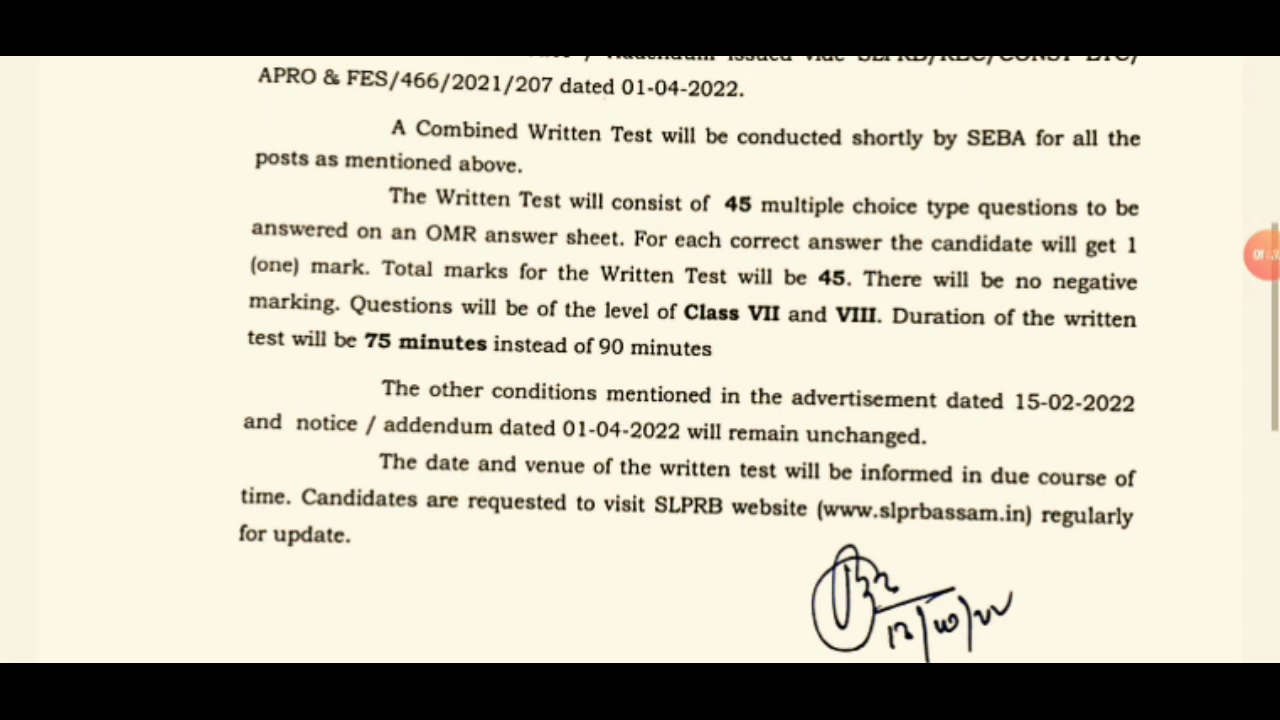 Addendum issued vide SLPRB/REC/CONST
APRO & FES/466/2021/207 dated 01-04-2022.
A Combined Written Test will be conducted shortly by SEBA for all the
posts as mentioned above.
The Written Test will consist of 45 multiple choice type questions to be
answered on an OMR answer sheet. For each correct answer the candidate will get 1
(one) mark. Total marks for the Written Test will be 45. There will be no negative
marking. Questions will be of the level of Class VII and VIII. Duration of the written
test will be 75 minutes instead of 90 minutes
The other conditions mentioned in the advertisement dated 15-02-2022
and notice / addendum dated 01-04-2022 will remain unchanged.
The date and venue of the written test will be informed in due course of
time. Candidates are requested to visit SLPRB website (www.slprbassam.in) regularly
for update.